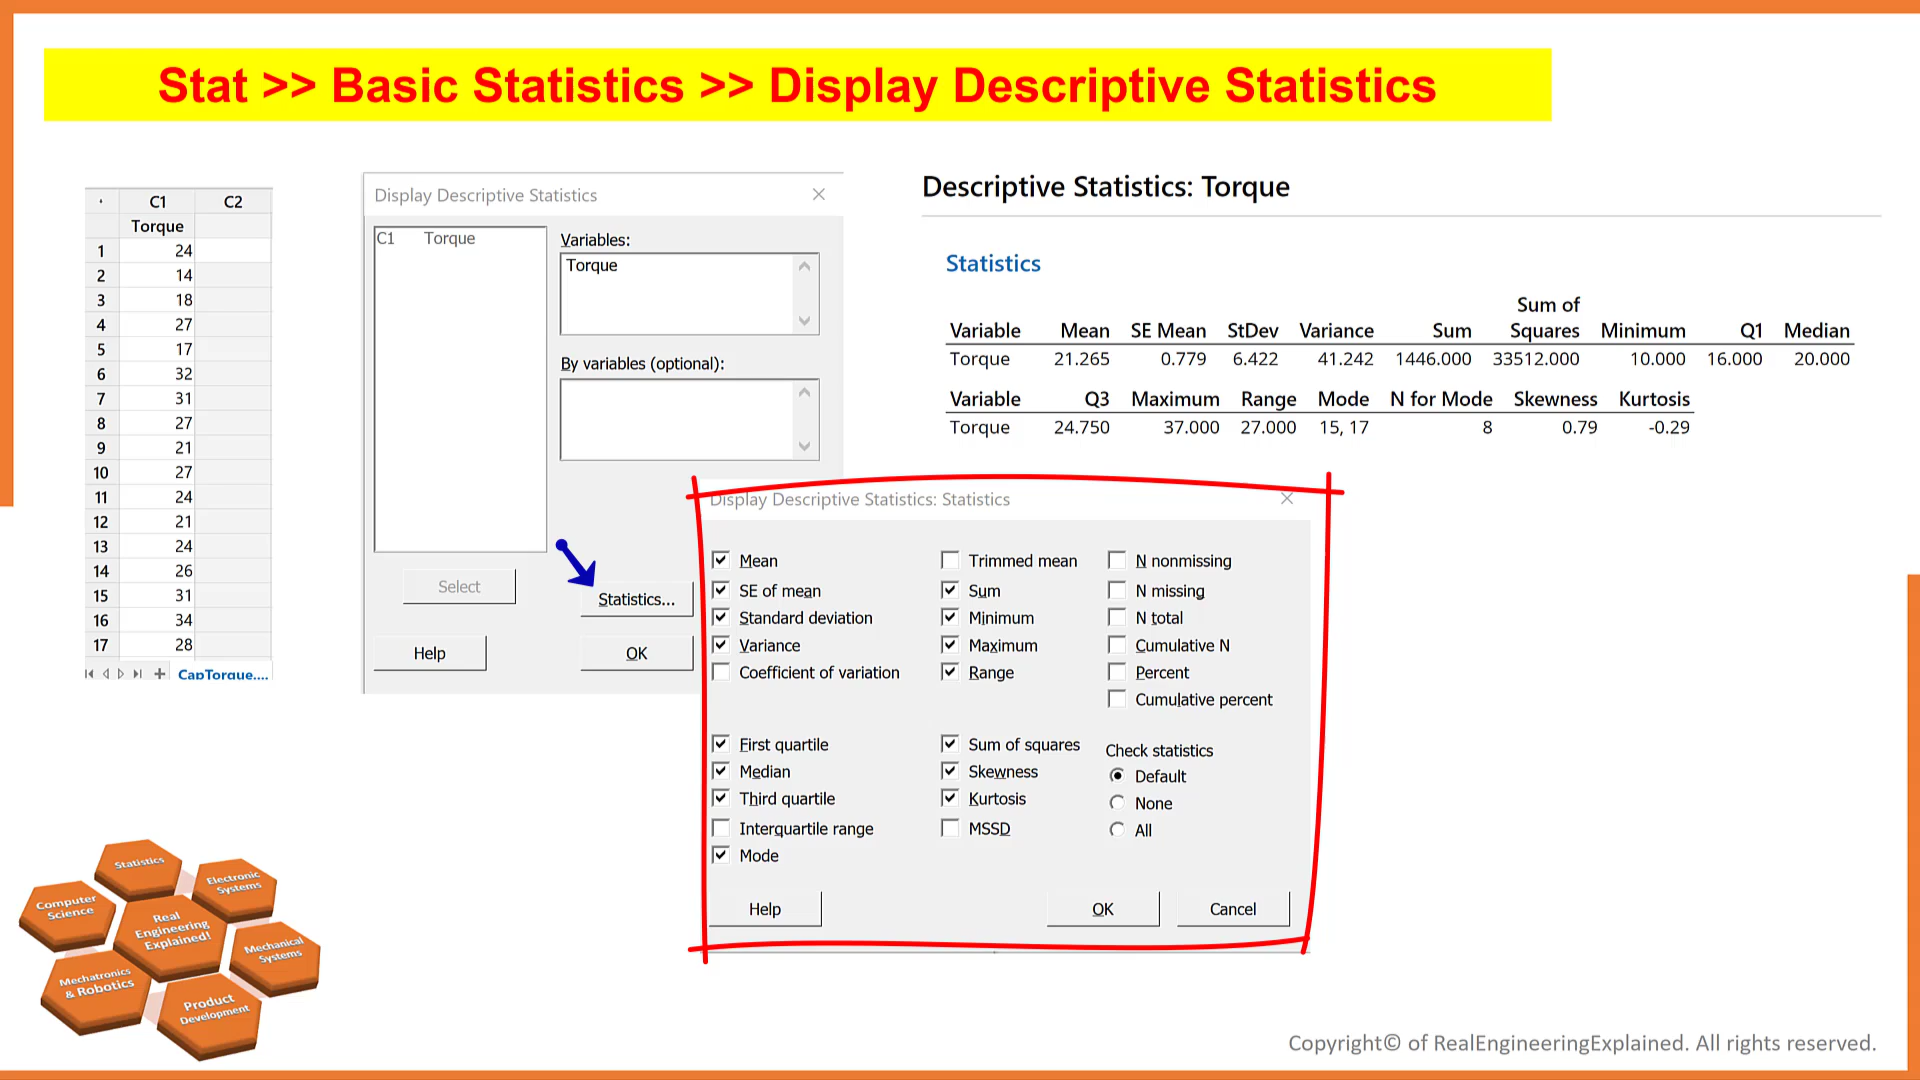 Stat >> Basic Statistics >> Display Descriptive Statistics
C1 C2
Torque
1 24
2 14
3 18
4 27
5 17
6 32
7 31
8 27
9 21
10 27
11 24
12 21
13 24
14 26
15 31
16 34
17 28
CapTorque....
Display Descriptive Statistics
C1 Torque
Variables:
Torque
By variables (optional):
Select
Statistics...
Help
OK
Descriptive Statistics: Torque
Statistics
Sum of
Variable Mean SE Mean StDev Variance Sum Squares Minimum Q1 Median
Torque 21.265 0.779 6.422 41.242 1446.000 33512.000 10.000 16.000 20.000
Variable Q3 Maximum Range Mode N for Mode Skewness Kurtosis
Torque 24.750 37.000 27.000 15, 17 8 0.79 -0.29
Display Descriptive Statistics: Statistics
Mean Trimmed mean N nonmissing
SE of mean Sum N missing
Standard deviation Minimum N total
Variance Maximum Cumulative N
Coefficient of variation Range Percent
Cumulative percent
First quartile Sum of squares Check statistics
Median Skewness Default
Third quartile Kurtosis None
Interquartile range MSSD All
Mode
Help OK Cancel
Statistics
Electronic
Systems
Computer
Science
Real
Engineering
Explained!
Mechanical
Systems
Mechatronics
& Robotics
Product
Development
Copyright© of RealEngineeringExplained. All rights reserved.